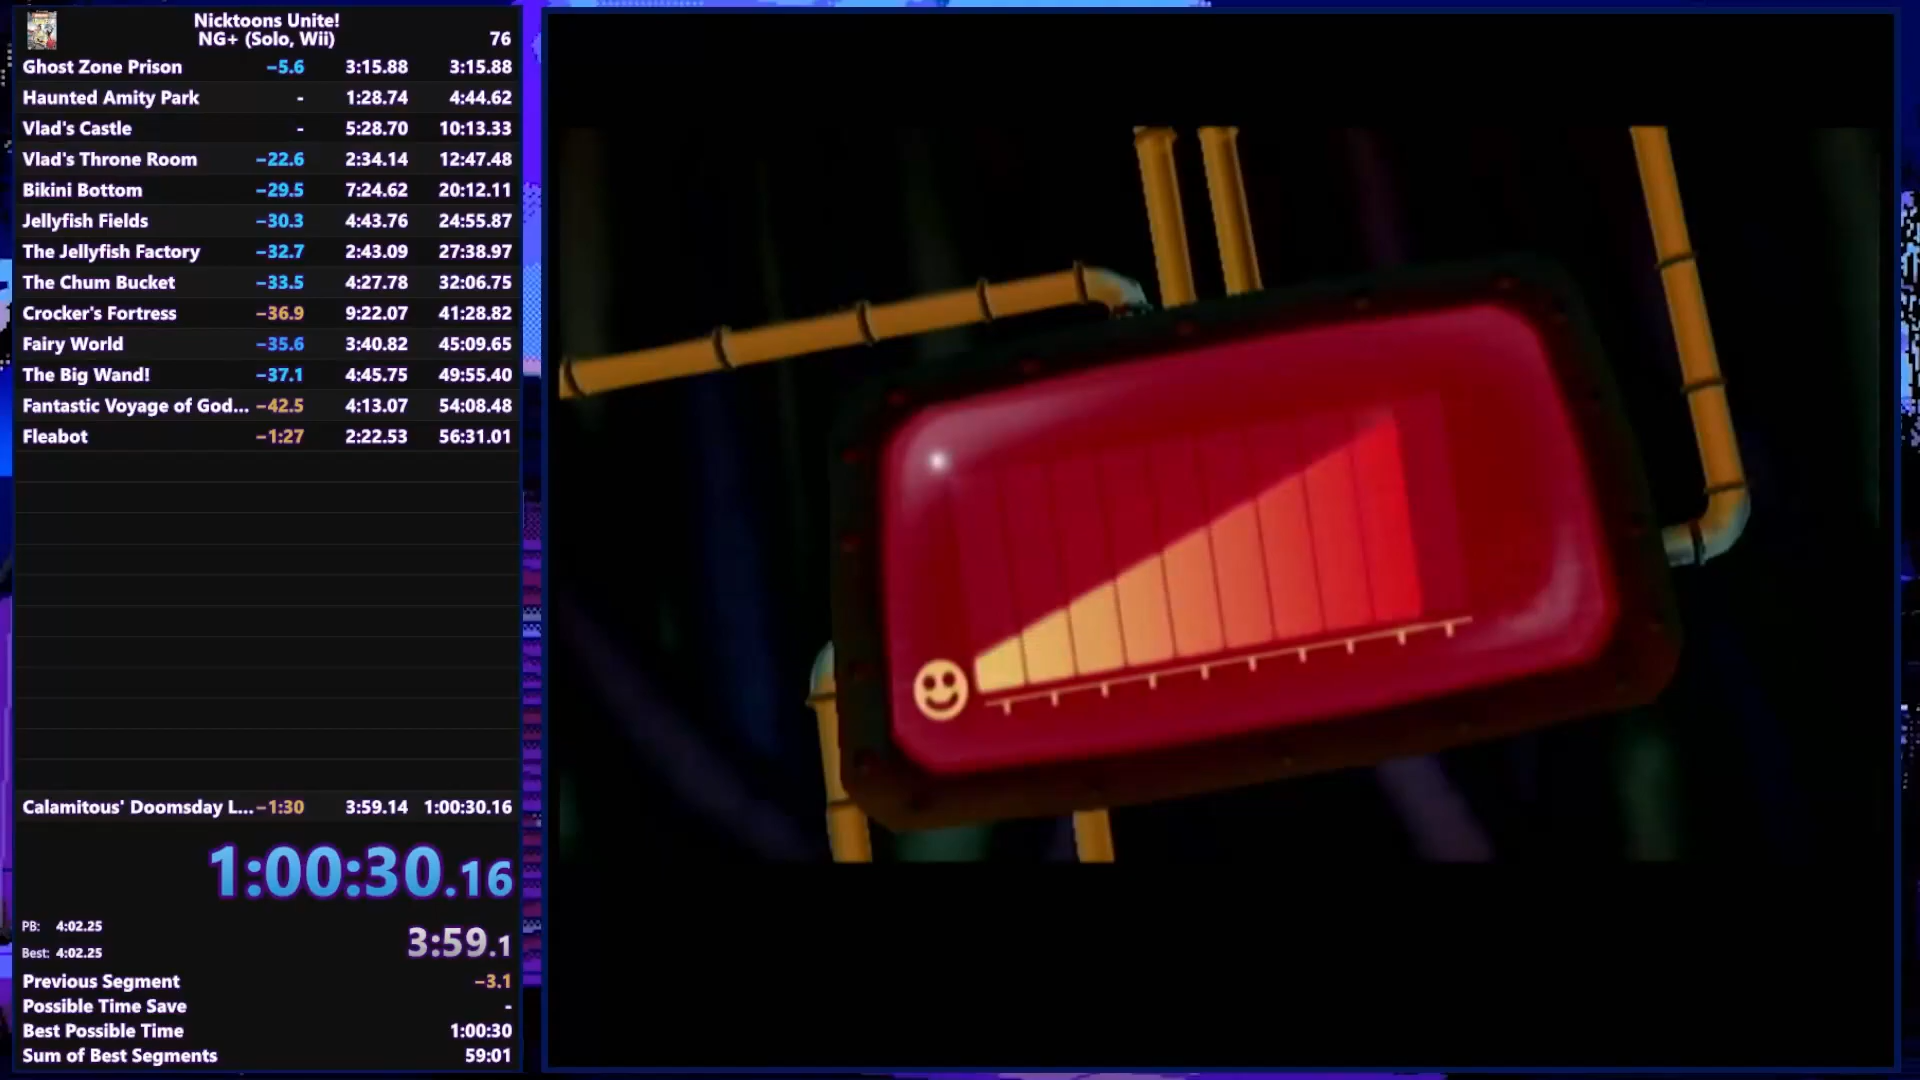 Nicktoons Unite!
NG+ (Solo, Wii) 76
Ghost Zone Prison −5.6 3:15.88 3:15.88
Haunted Amity Park - 1:28.74 4:44.62
Vlad's Castle - 5:28.70 10:13.33
Vlad's Throne Room −22.6 2:34.14 12:47.48
Bikini Bottom −29.5 7:24.62 20:12.11
Jellyfish Fields −30.3 4:43.76 24:55.87
The Jellyfish Factory −32.7 2:43.09 27:38.97
The Chum Bucket −33.5 4:27.78 32:06.75
Crocker's Fortress −36.9 9:22.07 41:28.82
Fairy World −35.6 3:40.82 45:09.65
The Big Wand! −37.1 4:45.75 49:55.40
Fantastic Voyage of God... −42.5 4:13.07 54:08.48
Fleabot −1:27 2:22.53 56:31.01
Calamitous' Doomsday L... −1:30 3:59.14 1:00:30.16
1:00:30.16
PB: 4:02.25
3:59.1
Best: 4:02.25
Previous Segment −3.1
Possible Time Save -
Best Possible Time 1:00:30
Sum of Best Segments 59:01